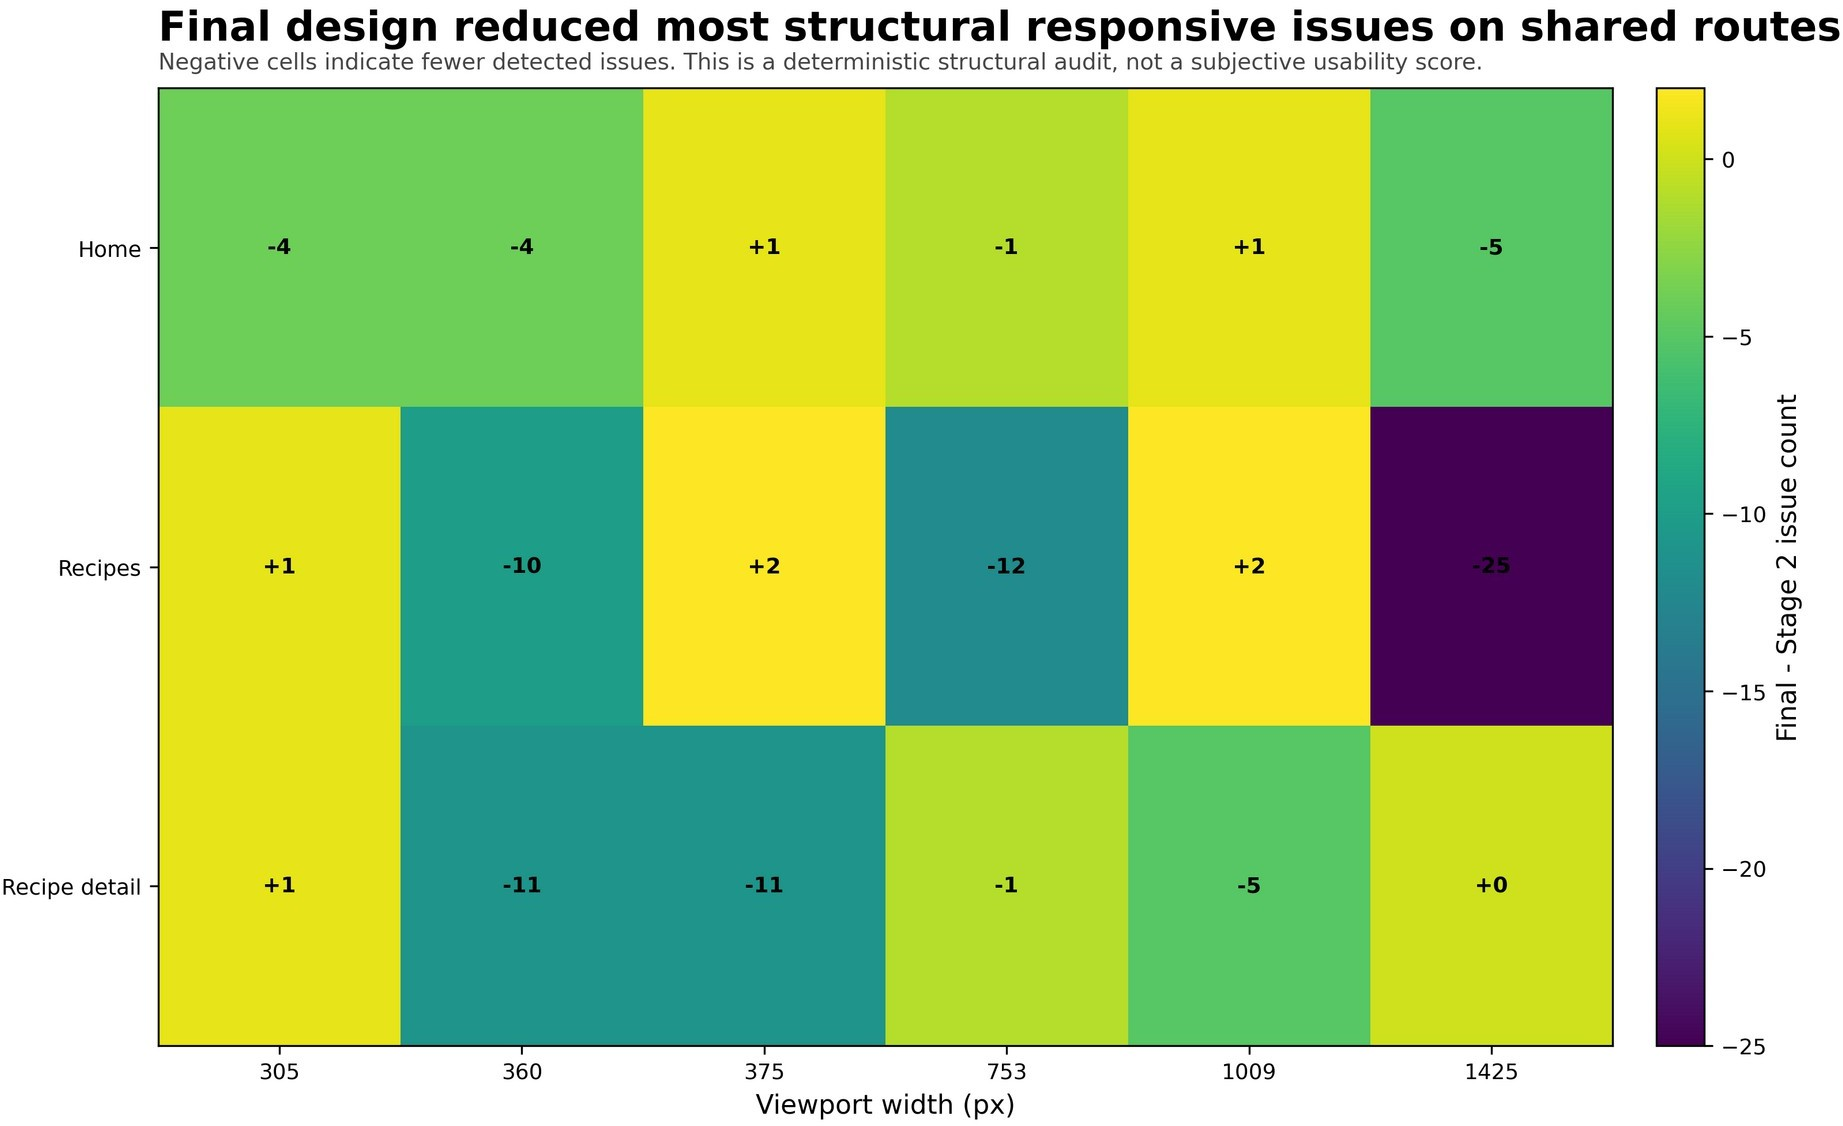 Final design reduced most structural responsive issues on shared routes
Negative cells indicate fewer detected issues. This is a deterministic structural audit, not a subjective usability score.
Home
-4 -4 +1 -1 +1 -5
Recipes
+1 -10 +2 -12 +2 -25
Recipe detail
+1 -11 -11 -1 -5 +0
305 360 375 753 1009 1425
Viewport width (px)
0
−5
−10
−15
−20
−25
Final - Stage 2 issue count